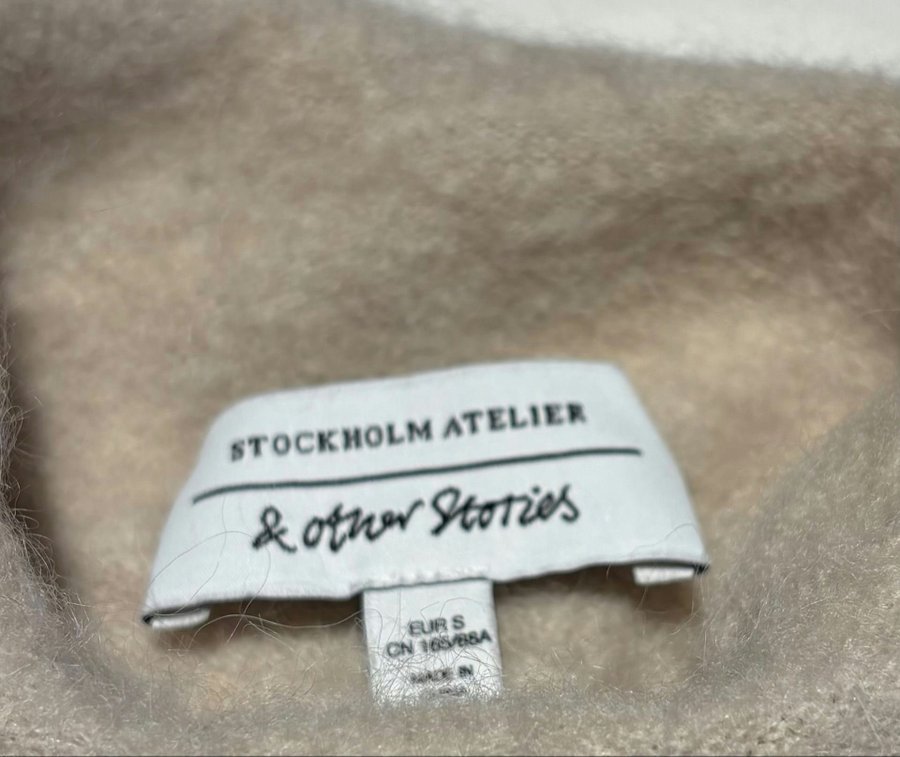 STOCKHOLM ATELIER
& other Stories
EUR S
CN 165/88A
MADE IN